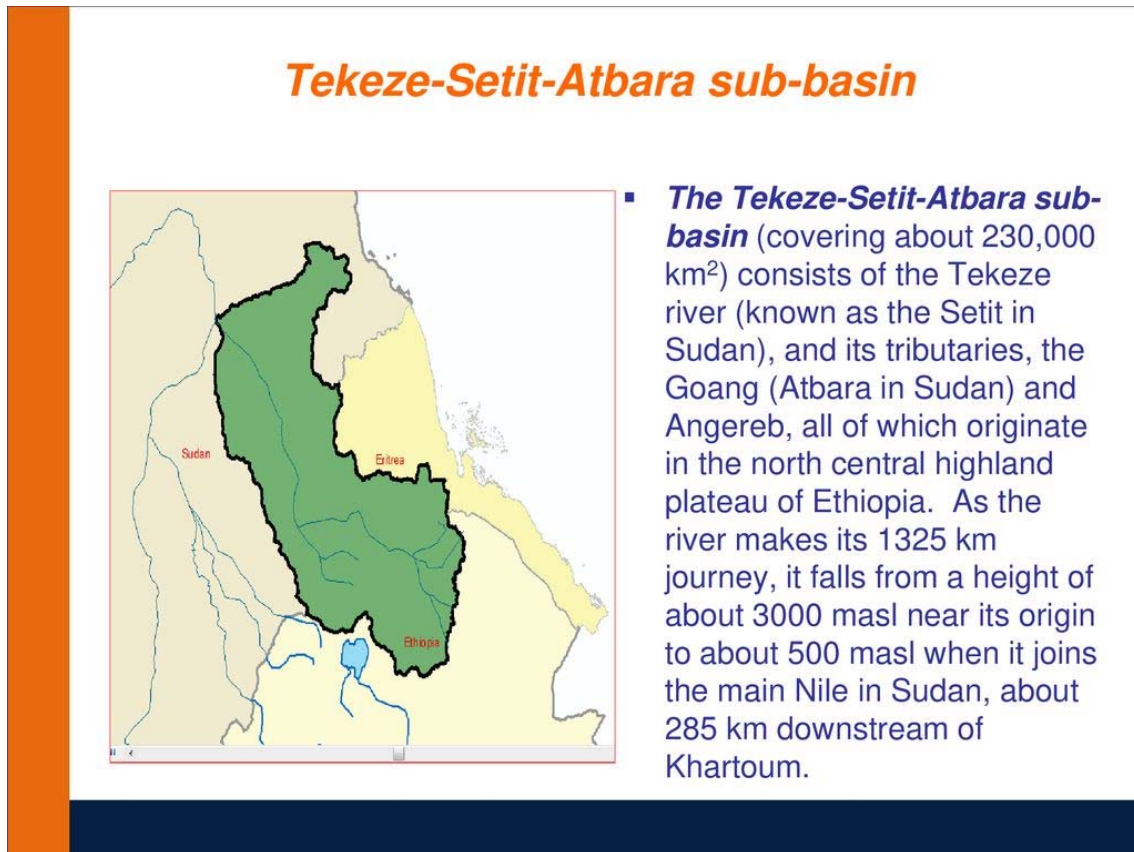 Tekeze-Setit-Atbara sub-basin
▪ The Tekeze-Setit-Atbara sub-
basin (covering about 230,000
km²) consists of the Tekeze
river (known as the Setit in
Sudan), and its tributaries, the
Goang (Atbara in Sudan) and
Angereb, all of which originate
in the north central highland
plateau of Ethiopia.  As the
river makes its 1325 km
journey, it falls from a height of
about 3000 masl near its origin
to about 500 masl when it joins
the main Nile in Sudan, about
285 km downstream of
Khartoum.
Sudan
Eritrea
Ethiopia